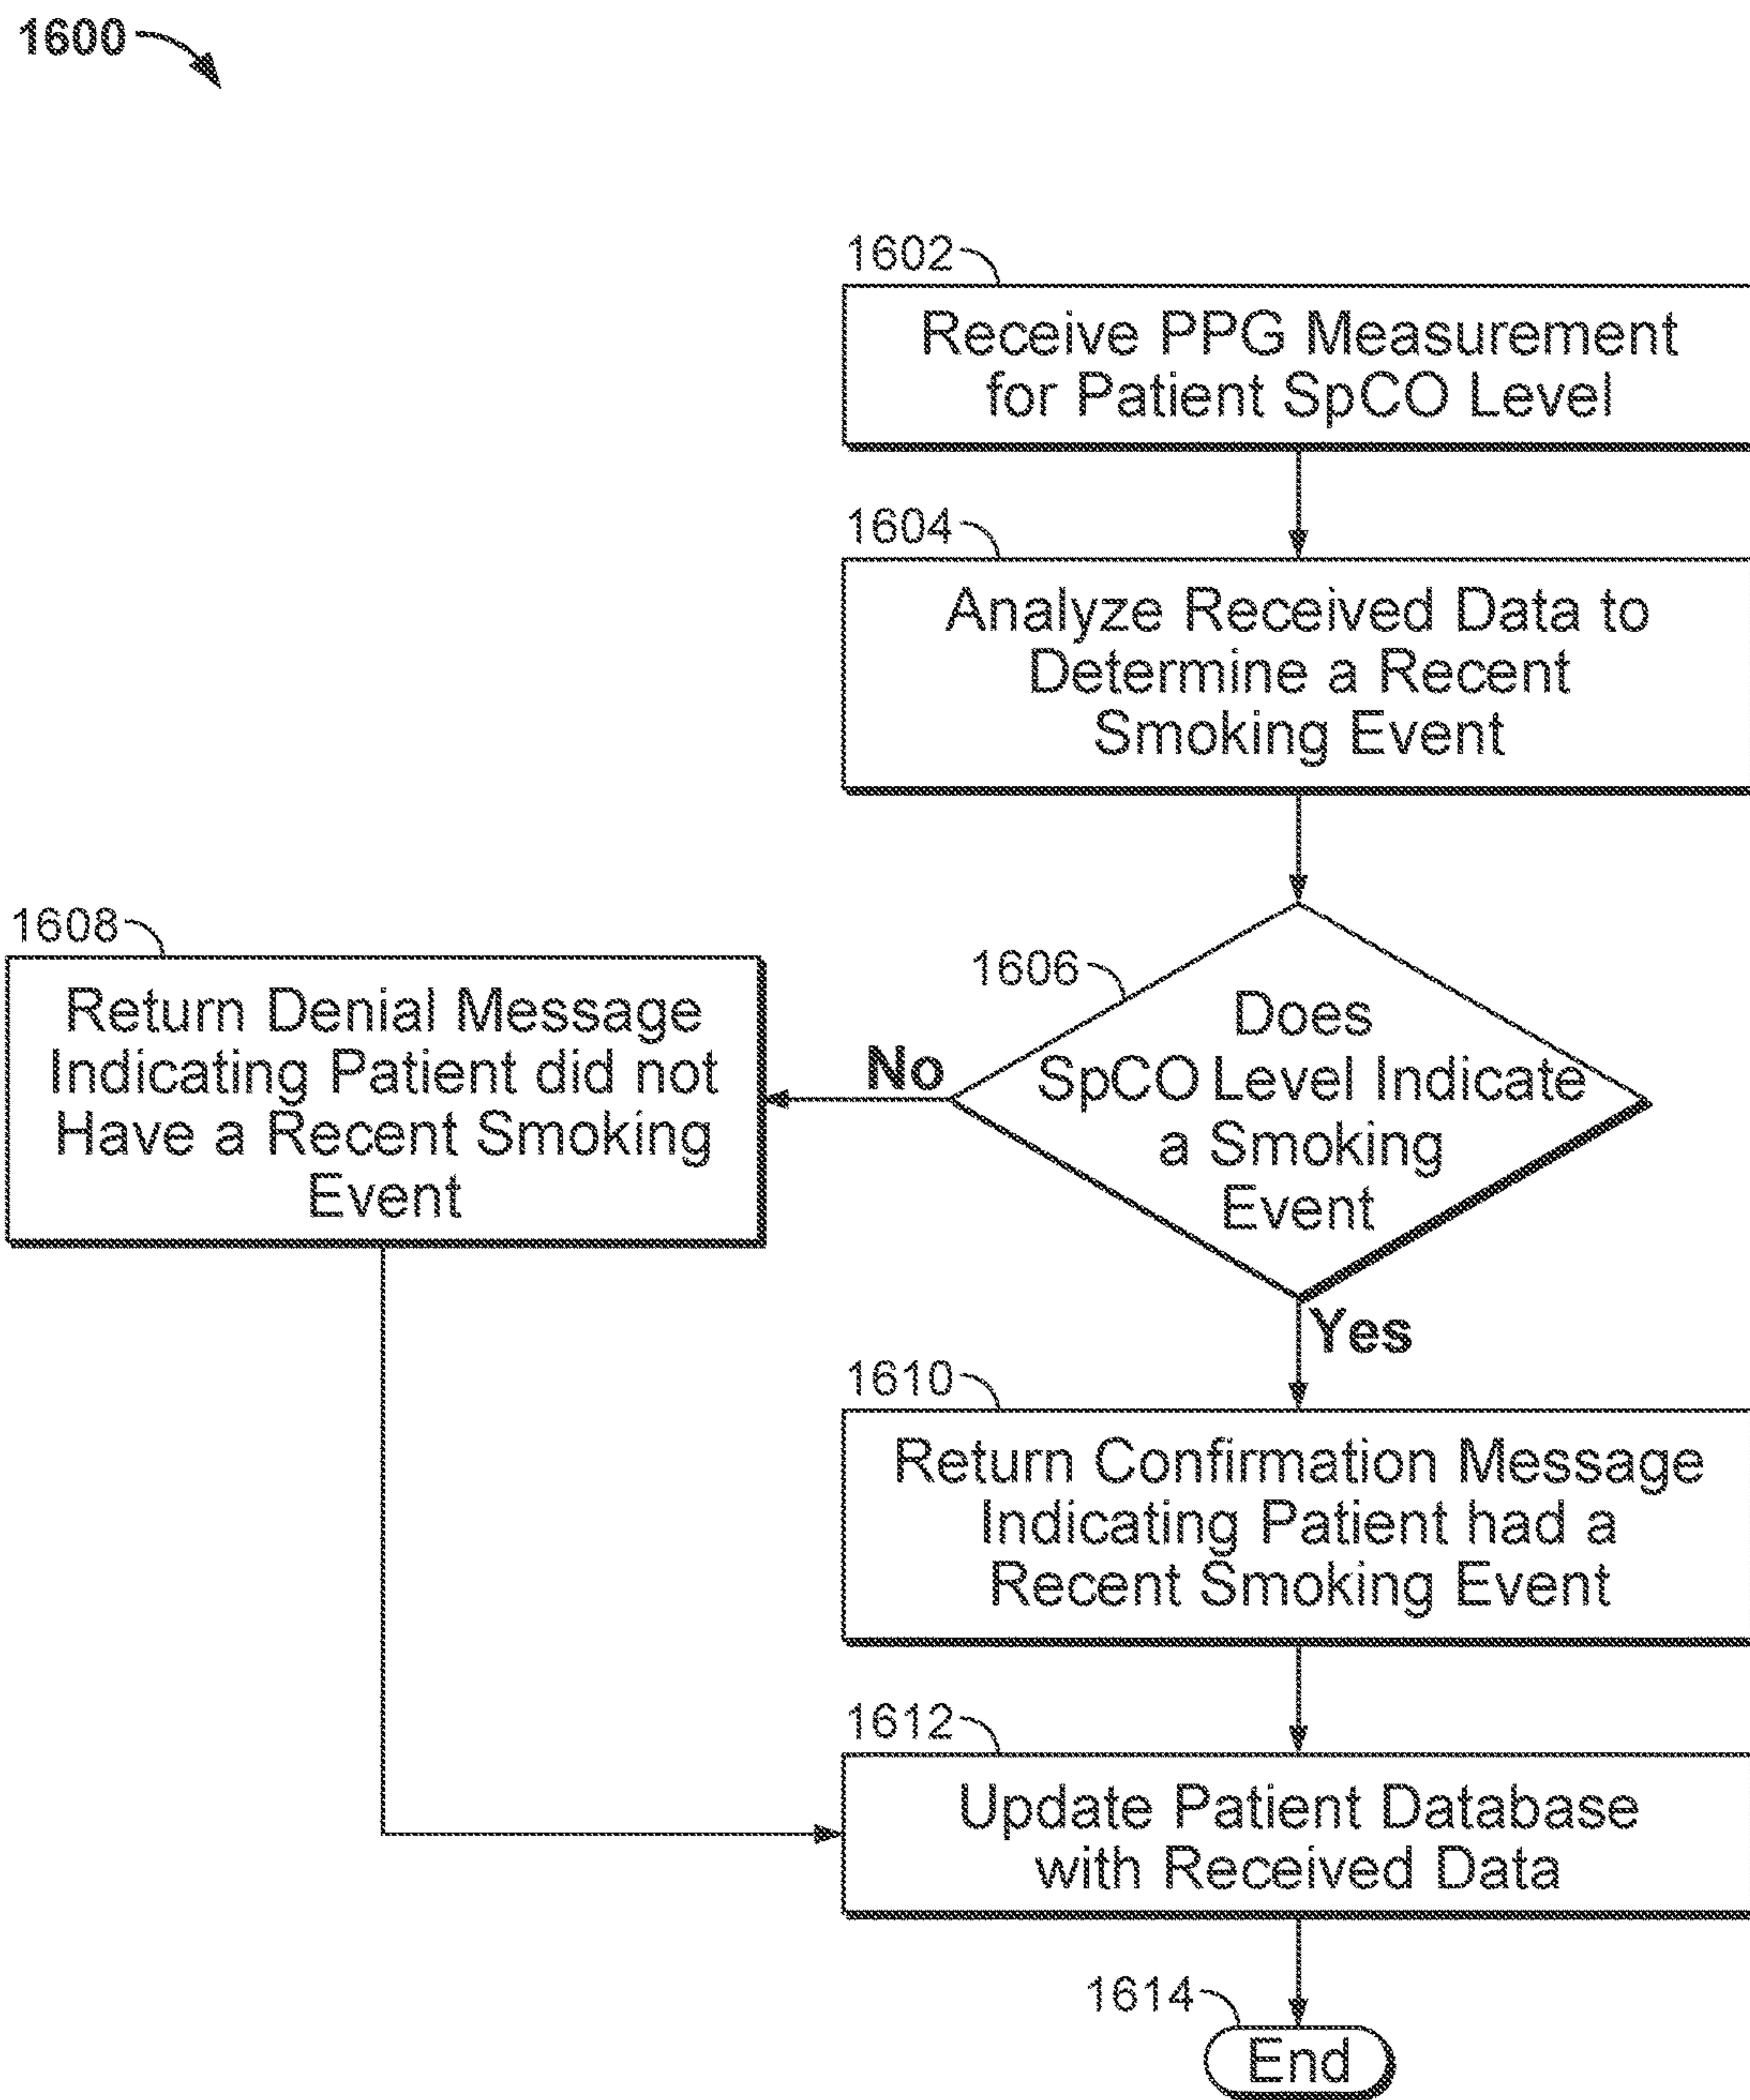 1600
1602
Receive PPG Measurement
for Patient SpCO Level
1604
Analyze Received Data to
Determine a Recent
Smoking Event
1606
Does
SpCO Level Indicate
a Smoking
Event
No
1608
Return Denial Message
Indicating Patient did not
Have a Recent Smoking
Event
Yes
1610
Return Confirmation Message
Indicating Patient had a
Recent Smoking Event
1612
Update Patient Database
with Received Data
1614
End